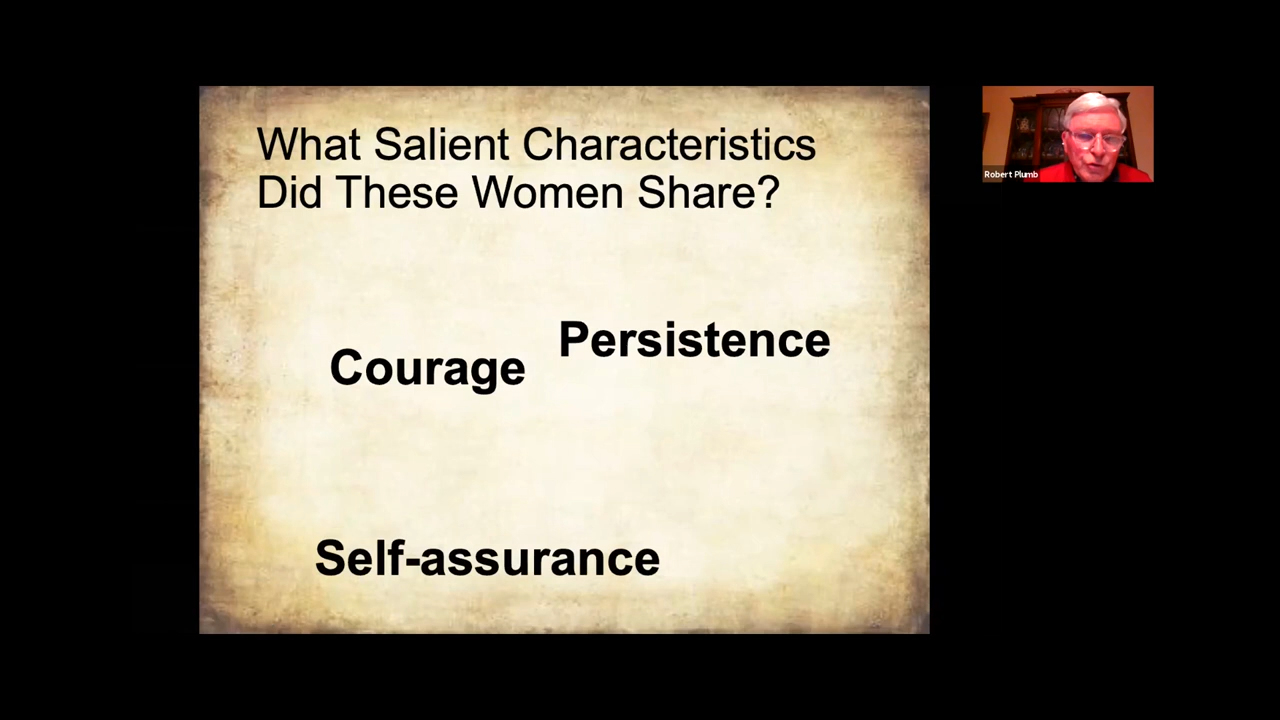 What Salient Characteristics
Did These Women Share?
Persistence
Courage
Self-assurance
Robert Plumb